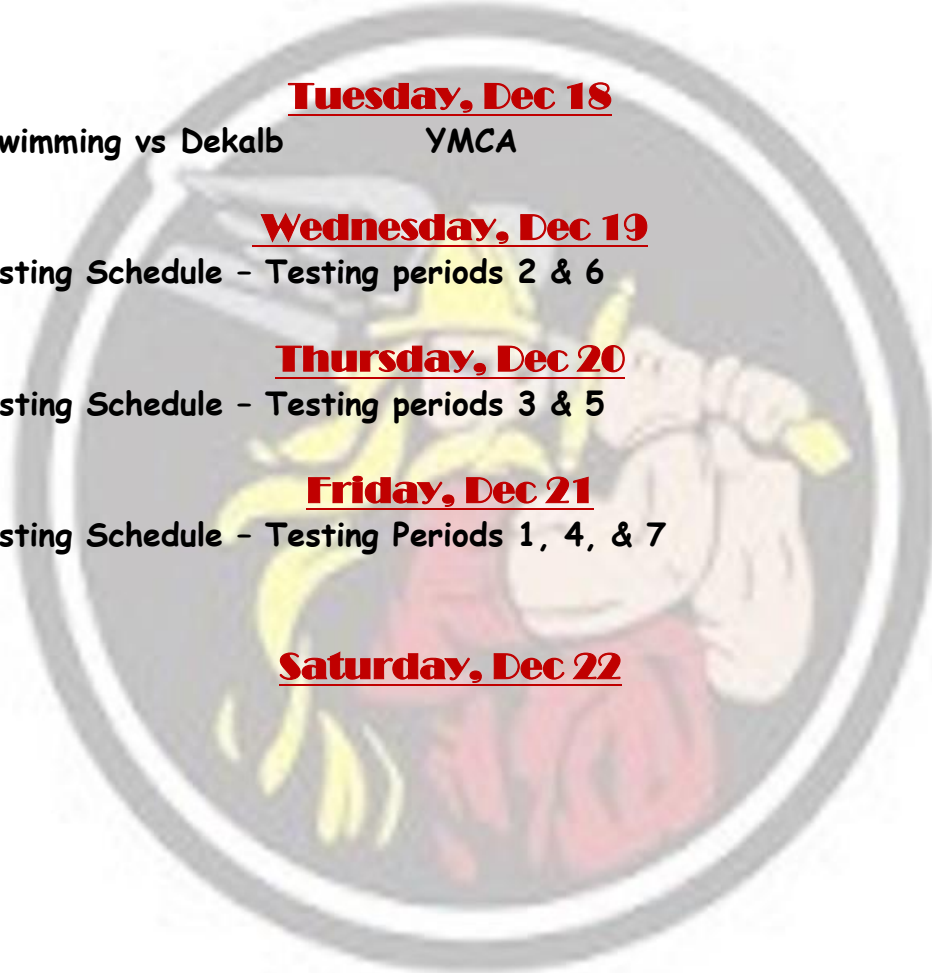 Tuesday, Dec 18
wimming vs Dekalb YMCA
Wednesday, Dec 19
sting Schedule – Testing periods 2 & 6
Thursday, Dec 20
sting Schedule – Testing periods 3 & 5
Friday, Dec 21
sting Schedule – Testing Periods 1, 4, & 7
Saturday, Dec 22